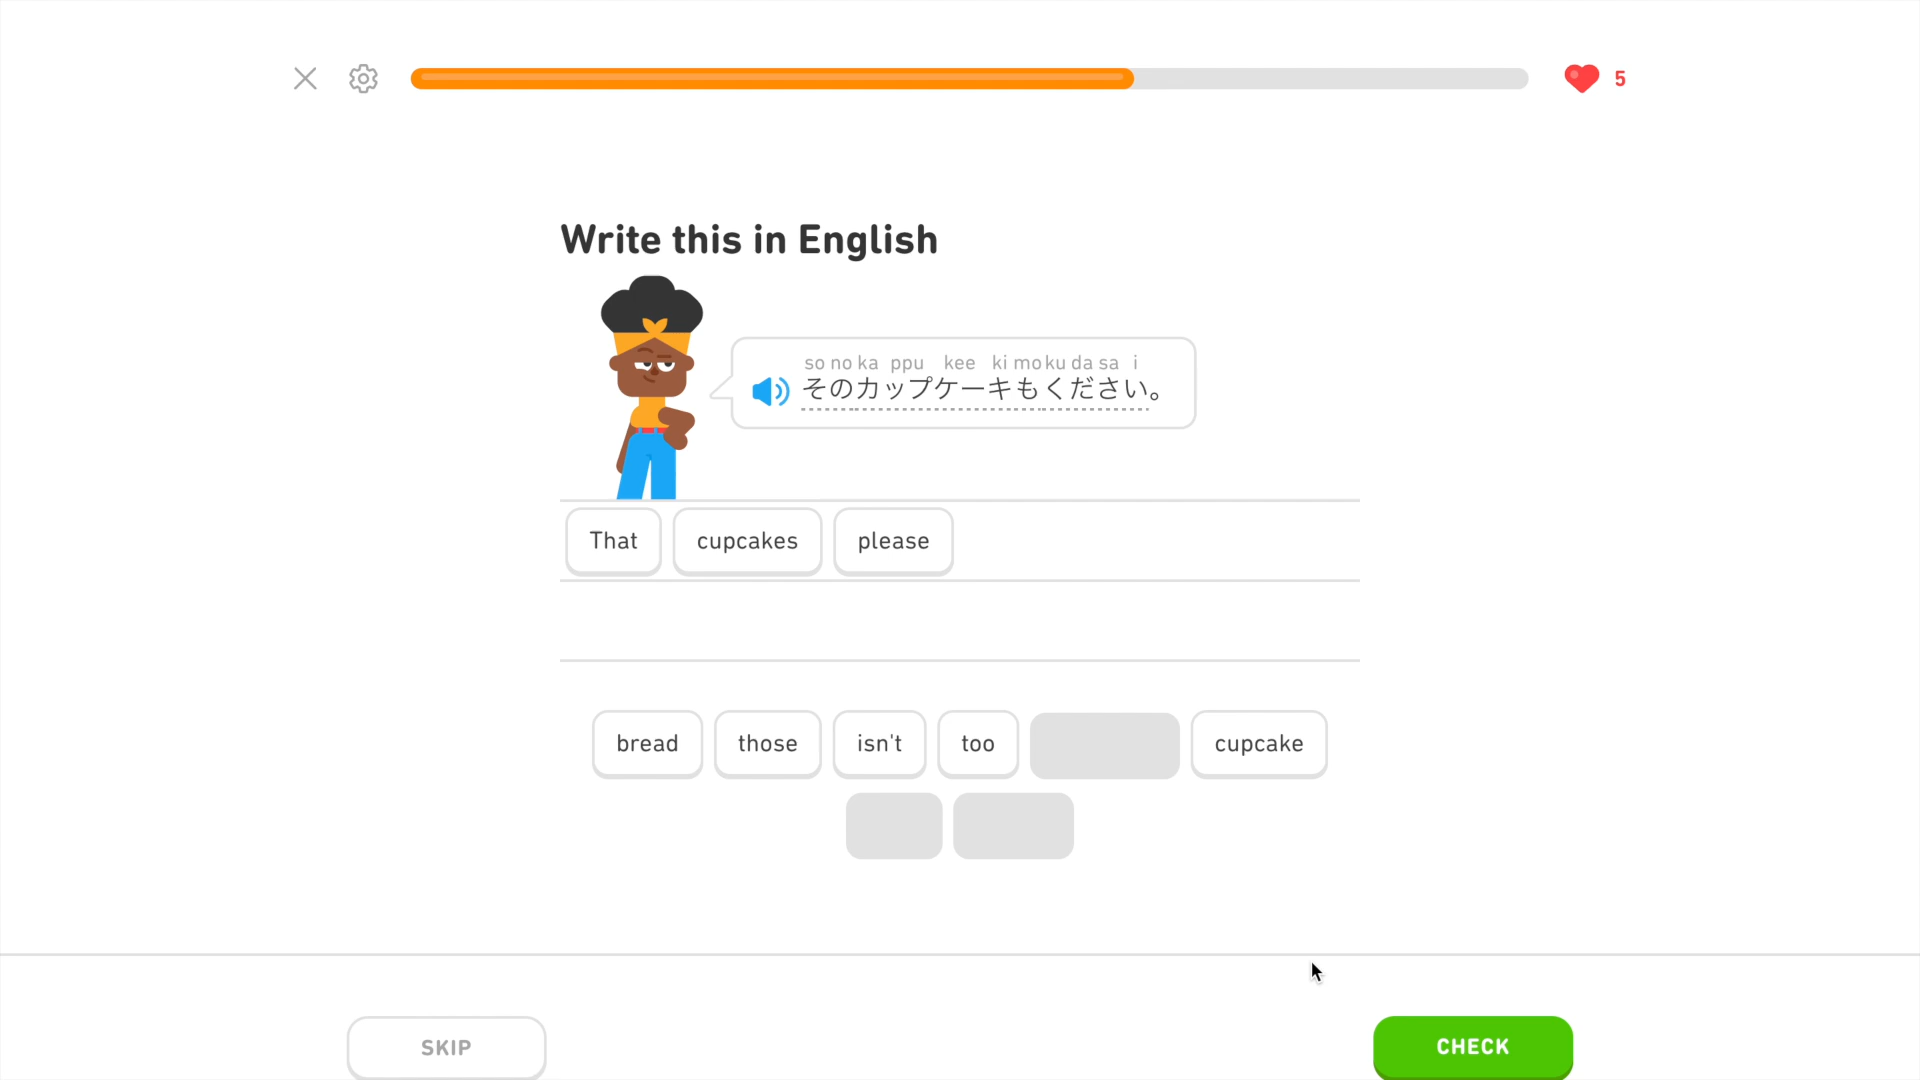 5
Write this in English
so no ka ppu kee ki mo ku da sa i
そのカップケーキもください。
That cupcakes please
bread those isn't too cupcake
SKIP CHECK